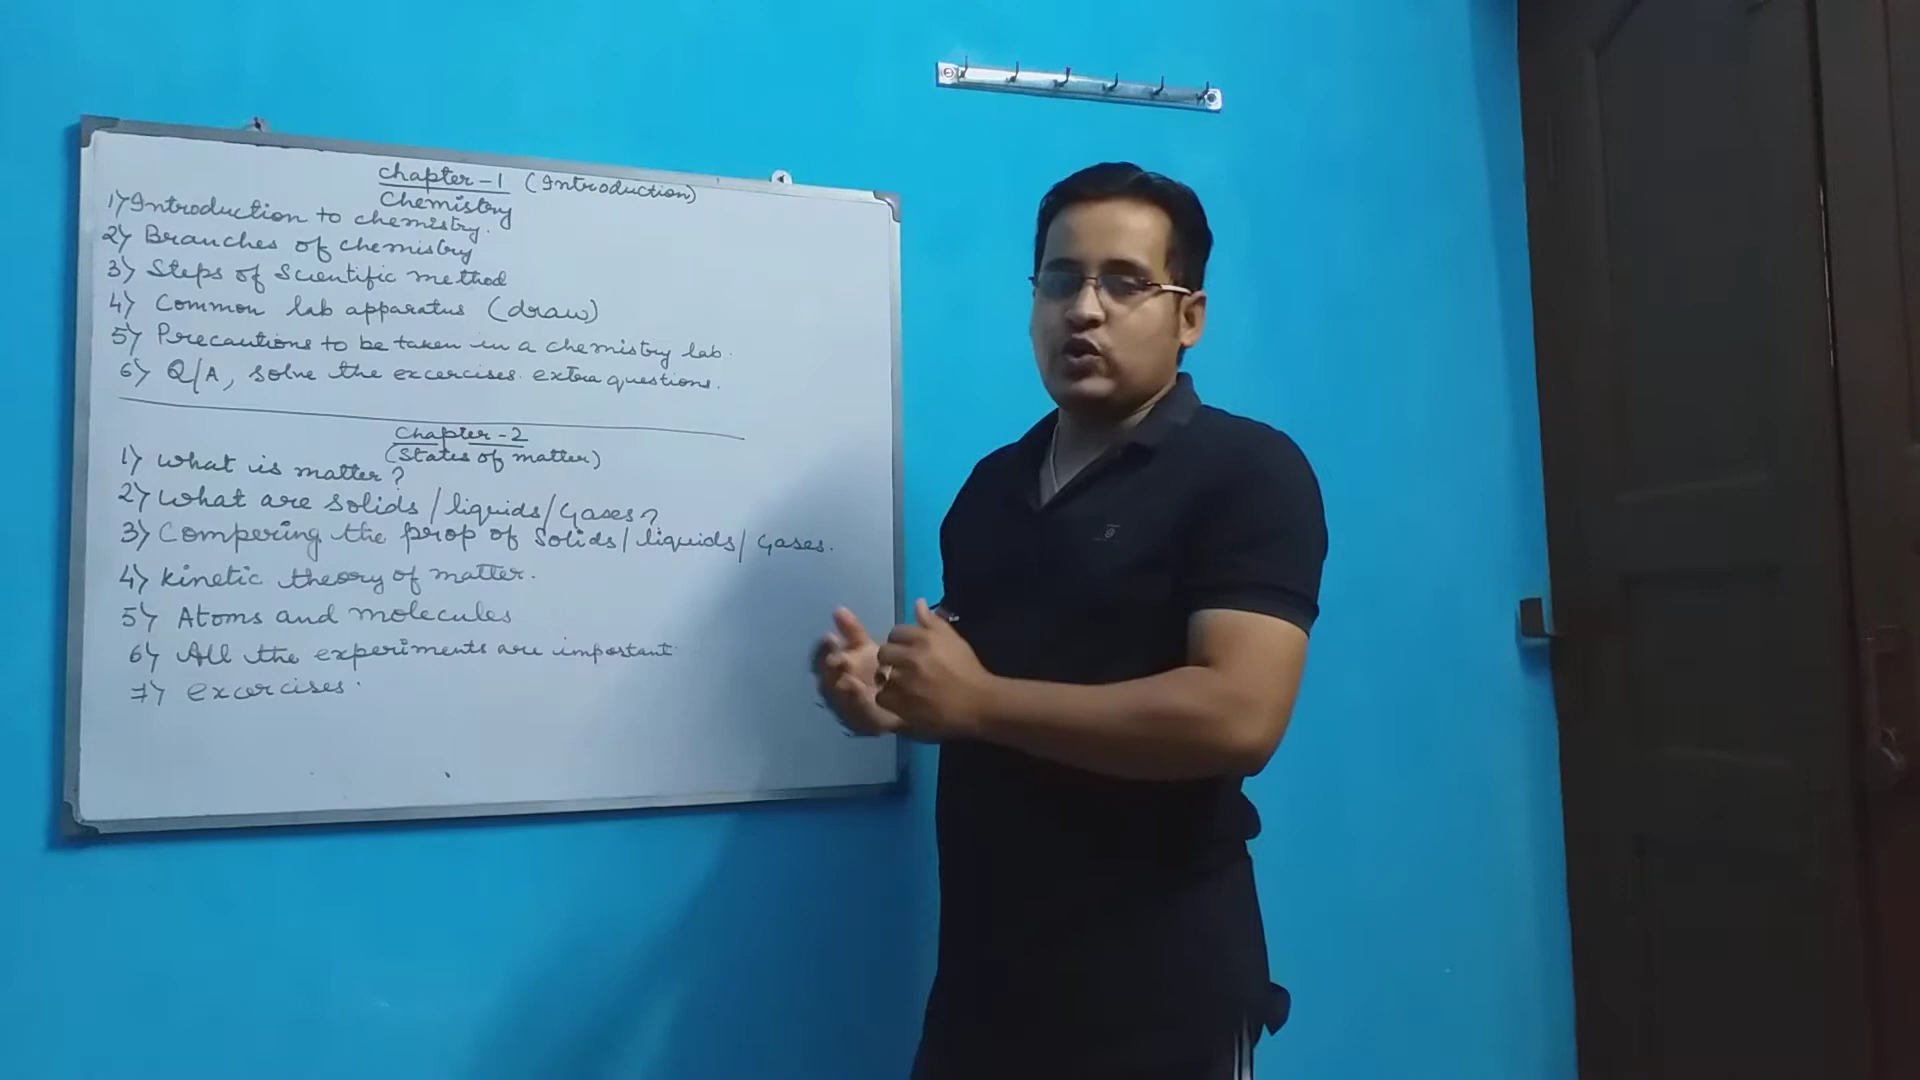 Chapter-1 (Introduction)
Chemistry
1) Introduction to chemistry.
2) Branches of chemistry
3) Steps of Scientific method
4) Common lab apparatus (draw)
5) Precautions to be taken in a chemistry lab.
6) Q/A, solve the excercises. extra questions.
Chapter-2
(States of matter)
1) what is matter?
2) what are solids/liquids/Gases?
3) Compering the prop of Solids/liquids/Gases.
4) Kinetic theory of matter.
5) Atoms and molecules
6) All the experiments are important
7) excercises.